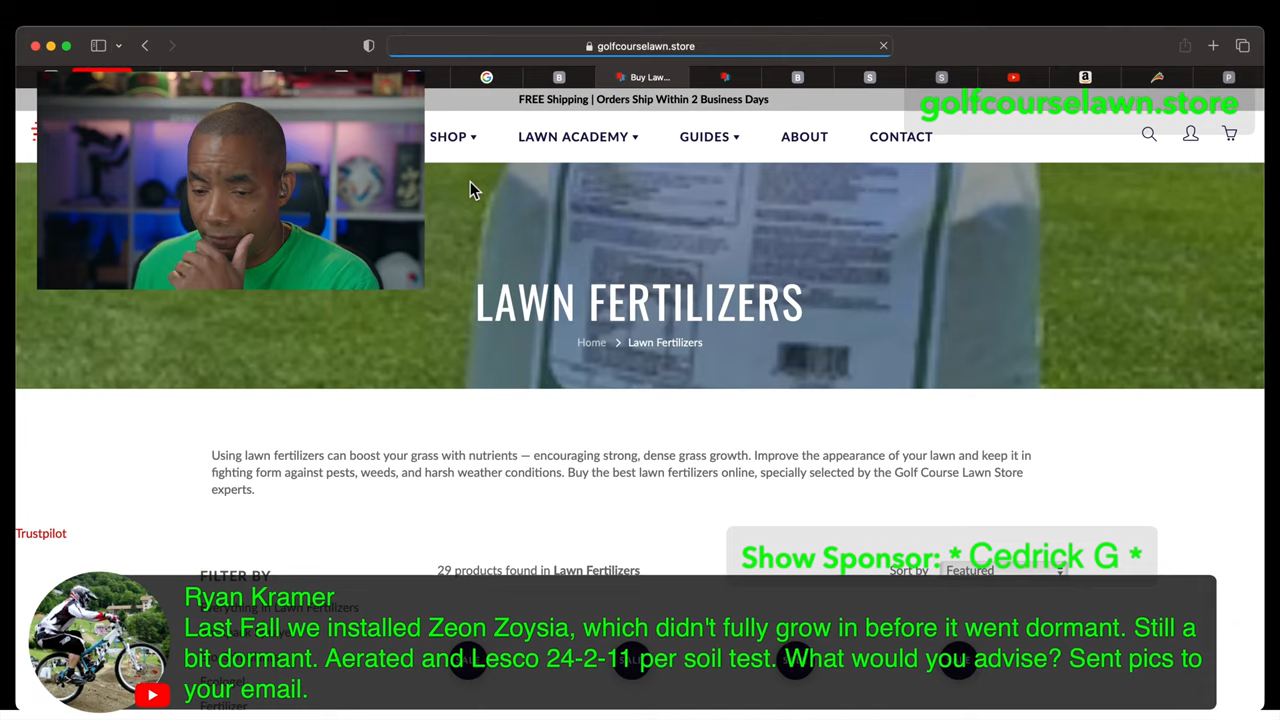 golfcourselawn.store
Buy Law...
FREE Shipping | Orders Ship Within 2 Business Days
golfcourselawn.store
SHOP
LAWN ACADEMY
GUIDES
ABOUT
CONTACT
LAWN FERTILIZERS
Home > Lawn Fertilizers
Using lawn fertilizers can boost your grass with nutrients — encouraging strong, dense grass growth. Improve the appearance of your lawn and keep it in
fighting form against pests, weeds, and harsh weather conditions. Buy the best lawn fertilizers online, specially selected by the Golf Course Lawn Store
experts.
Trustpilot
Show Sponsor: * Cedrick G *
FILTER BY
29 products found in Lawn Fertilizers
Sort by
Featured
Ryan Kramer
Last Fall we installed Zeon Zoysia, which didn't fully grow in before it went dormant. Still a
bit dormant. Aerated and Lesco 24-2-11 per soil test. What would you advise? Sent pics to
your email.
Fertilizer